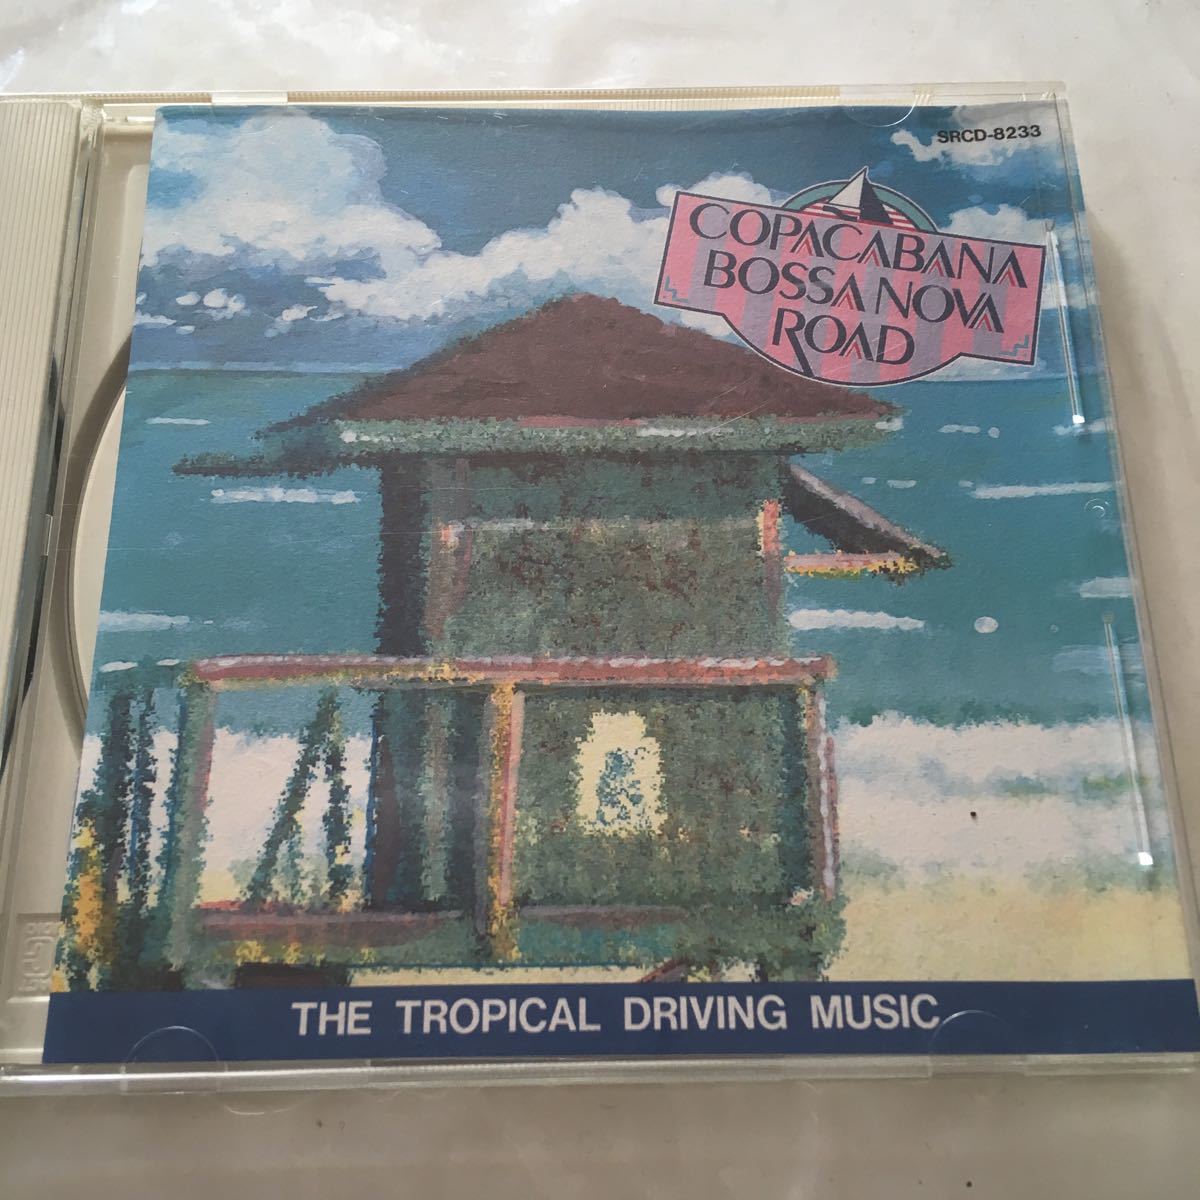 SRCD-8233
COPACABANA
BOSSA NOVA
ROAD
THE TROPICAL DRIVING MUSIC